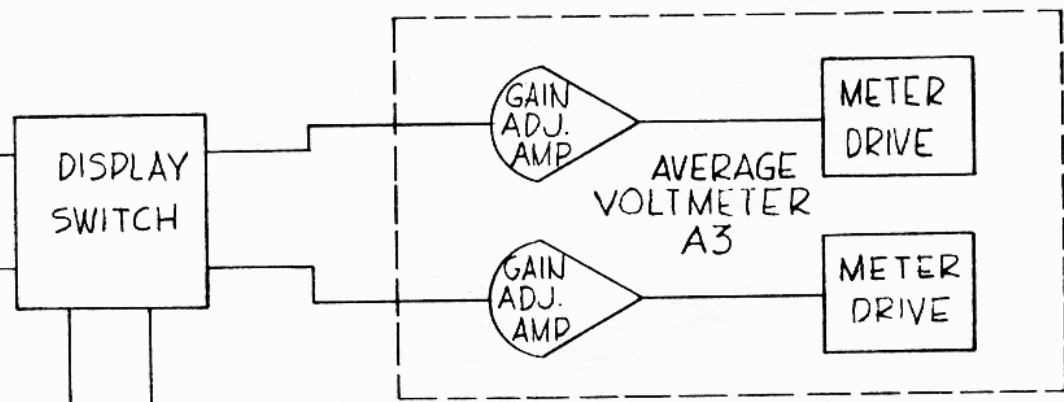 DISPLAY
SWITCH
GAIN
ADJ.
AMP
METER
DRIVE
AVERAGE
VOLTMETER
A3
GAIN
ADJ.
AMP
METER
DRIVE